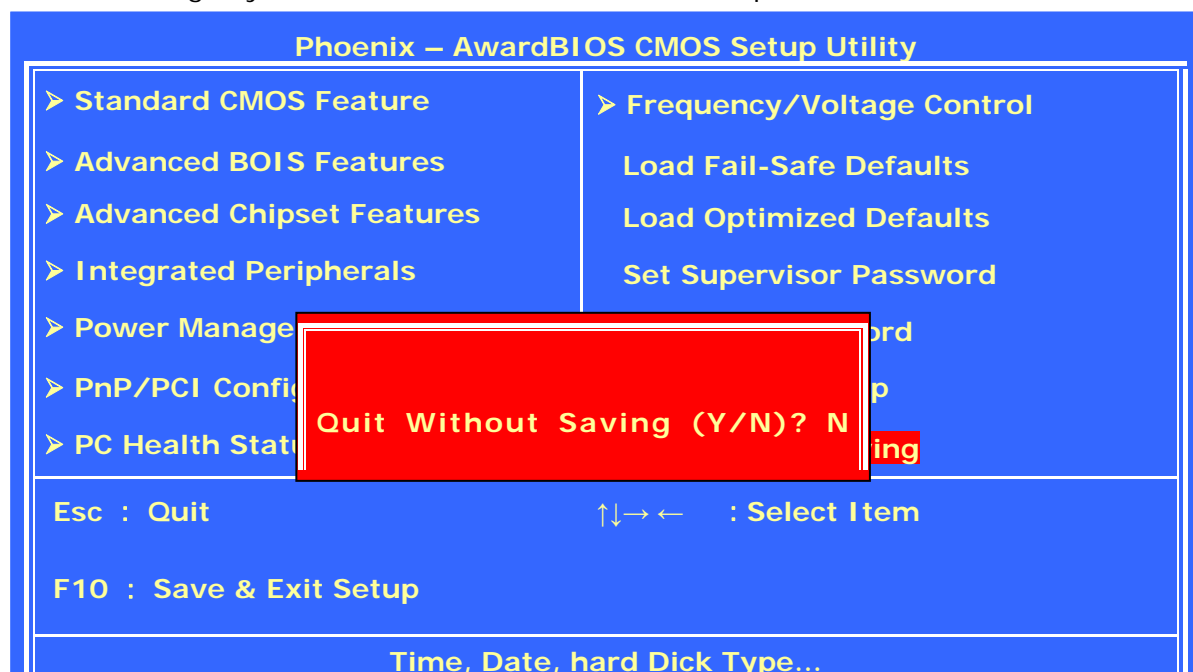 Phoenix – AwardBIOS CMOS Setup Utility
➢ Standard CMOS Feature
➢ Advanced BOIS Features
➢ Advanced Chipset Features
➢ Integrated Peripherals
➢ Power Manage
➢ PnP/PCI Config
➢ PC Health Statu
➢ Frequency/Voltage Control
Load Fail-Safe Defaults
Load Optimized Defaults
Set Supervisor Password
ord
p
ing
Quit Without Saving (Y/N)? N
Esc : Quit
↑↓→← : Select Item
F10 : Save & Exit Setup
Time, Date, hard Dick Type...